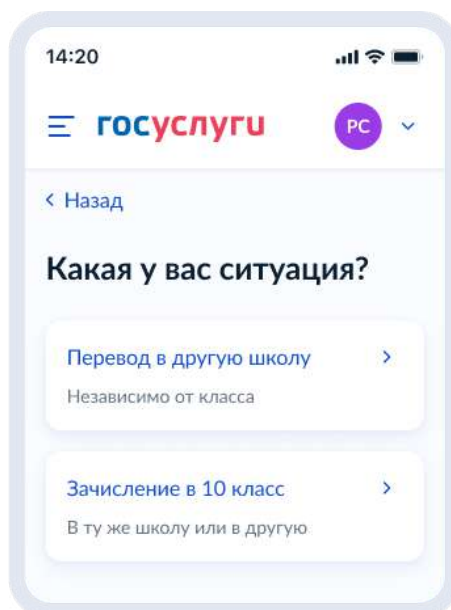 14:20
госуслуги
РС
Назад
Какая у вас ситуация?
Перевод в другую школу
Независимо от класса
Зачисление в 10 класс
В ту же школу или в другую